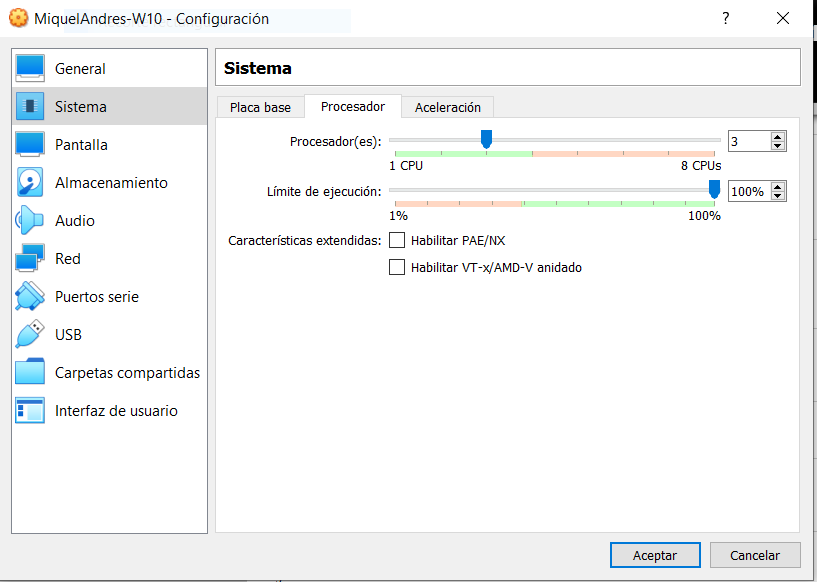 MiquelAndres-W10 - Configuración
?
General
Sistema
Pantalla
Almacenamiento
Audio
Red
Puertos serie
USB
Carpetas compartidas
Interfaz de usuario
Sistema
Placa base Procesador Aceleración
Procesador(es): 3
1 CPU 8 CPUs
Límite de ejecución: 100%
1% 100%
Características extendidas: Habilitar PAE/NX
Habilitar VT-x/AMD-V anidado
Aceptar Cancelar